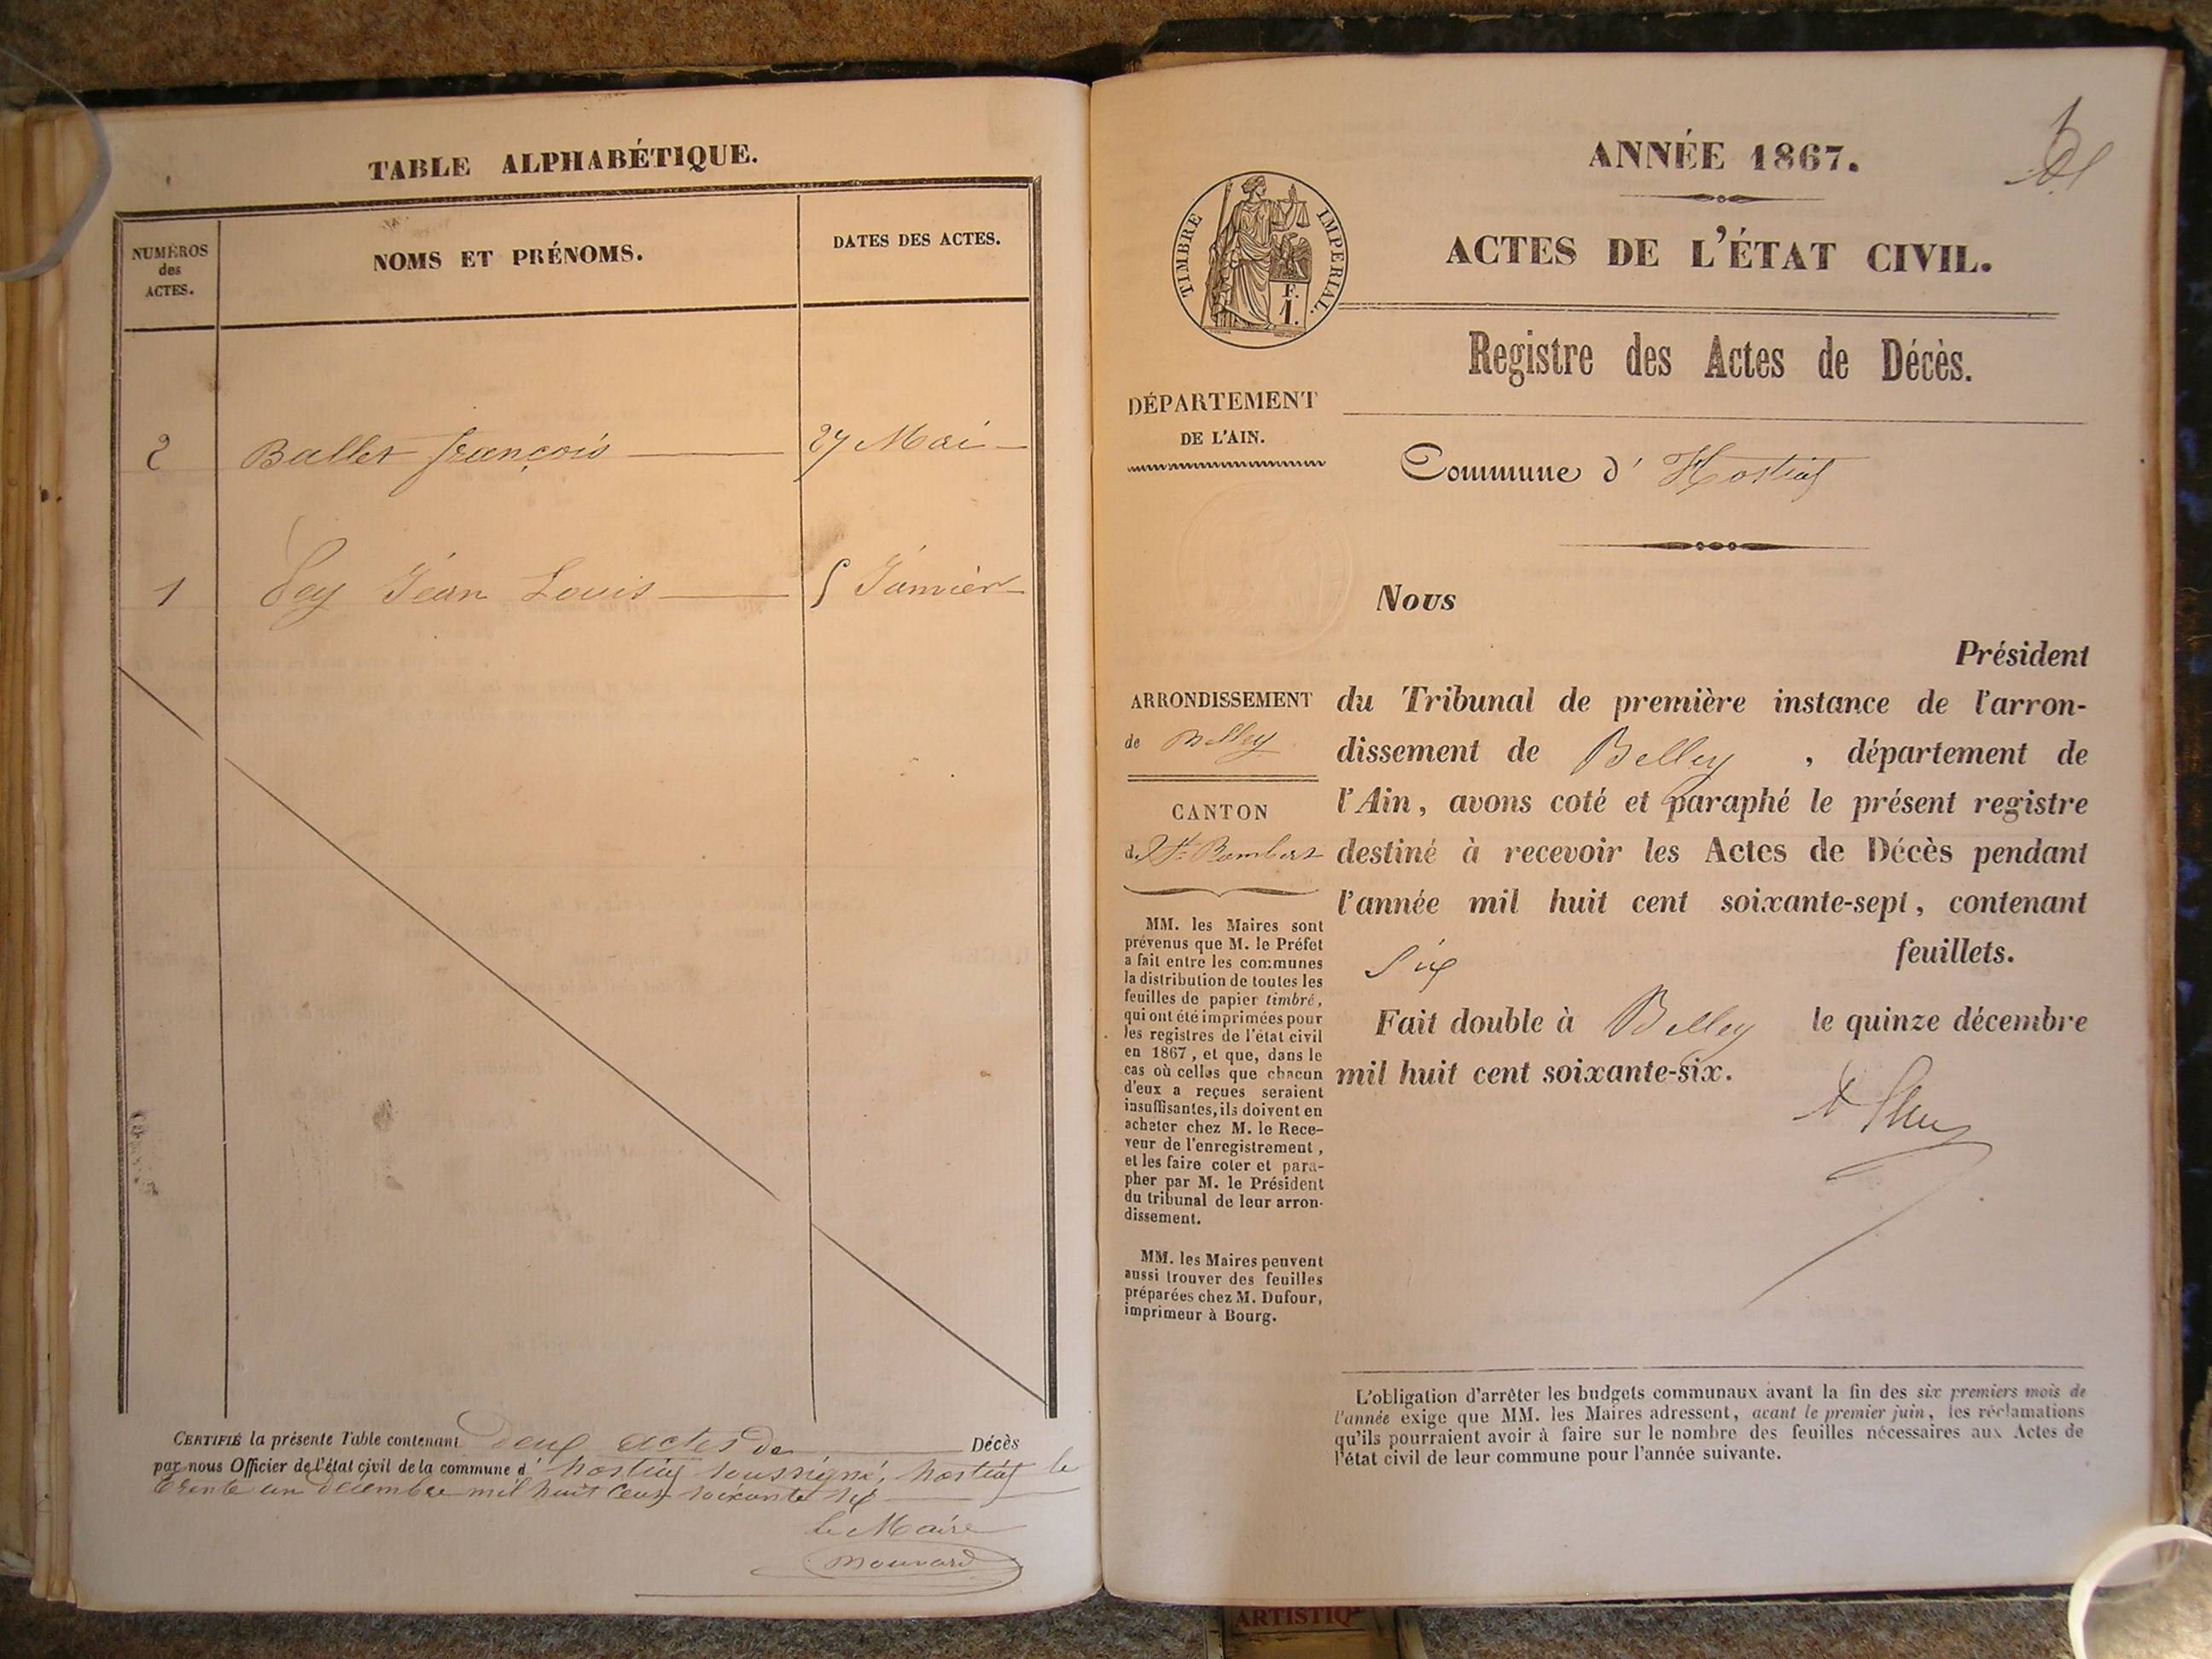 TABLE ALPHABÉTIQUE.
NUMÉROS
des
ACTES.
NOMS ET PRÉNOMS.
DATES DES ACTES.
2 Ballet françois 27 Mai
1 Jean Louis 5 Janvier
CERTIFIÉ la présente Table contenant deux actes de Décès
par nous Officier de l'état civil de la commune d' hostiaz soussigné, hostiaz le
trente un décembre mil huit cent soixante six
le Maire
ANNÉE 1867.
ACTES DE L'ÉTAT CIVIL.
TIMBRE IMPERIAL.
F.
1.
Registre des Actes de Décès.
DÉPARTEMENT
DE L'AIN.
Commune d' Hostiaz
Nous
Président
ARRONDISSEMENT
de Belley
CANTON
de St Rambert
du Tribunal de première instance de l'arron-
dissement de Belley , département de
l'Ain, avons coté et paraphé le présent registre
destiné à recevoir les Actes de Décès pendant
l'année mil huit cent soixante-sept, contenant
Six feuillets.
Fait double à Belley le quinze décembre
mil huit cent soixante-six.
MM. les Maires sont
prévenus que M. le Préfet
a fait entre les communes
la distribution de toutes les
feuilles de papier timbré,
qui ont été imprimées pour
les registres de l'état civil
en 1867, et que, dans le
cas où celles que chacun
d'eux a reçues seraient
insuffisantes, ils doivent en
acheter chez M. le Rece-
veur de l'enregistrement,
et les faire coter et para-
pher par M. le Président
du tribunal de leur arron-
dissement.
MM. les Maires peuvent
aussi trouver des feuilles
préparées chez M. Dufour,
imprimeur à Bourg.
L'obligation d'arrêter les budgets communaux avant la fin des six premiers mois de
l'année exige que MM. les Maires adressent, avant le premier juin, les réclamations
qu'ils pourraient avoir à faire sur le nombre des feuilles nécessaires aux Actes de
l'état civil de leur commune pour l'année suivante.
ARTISTIQ